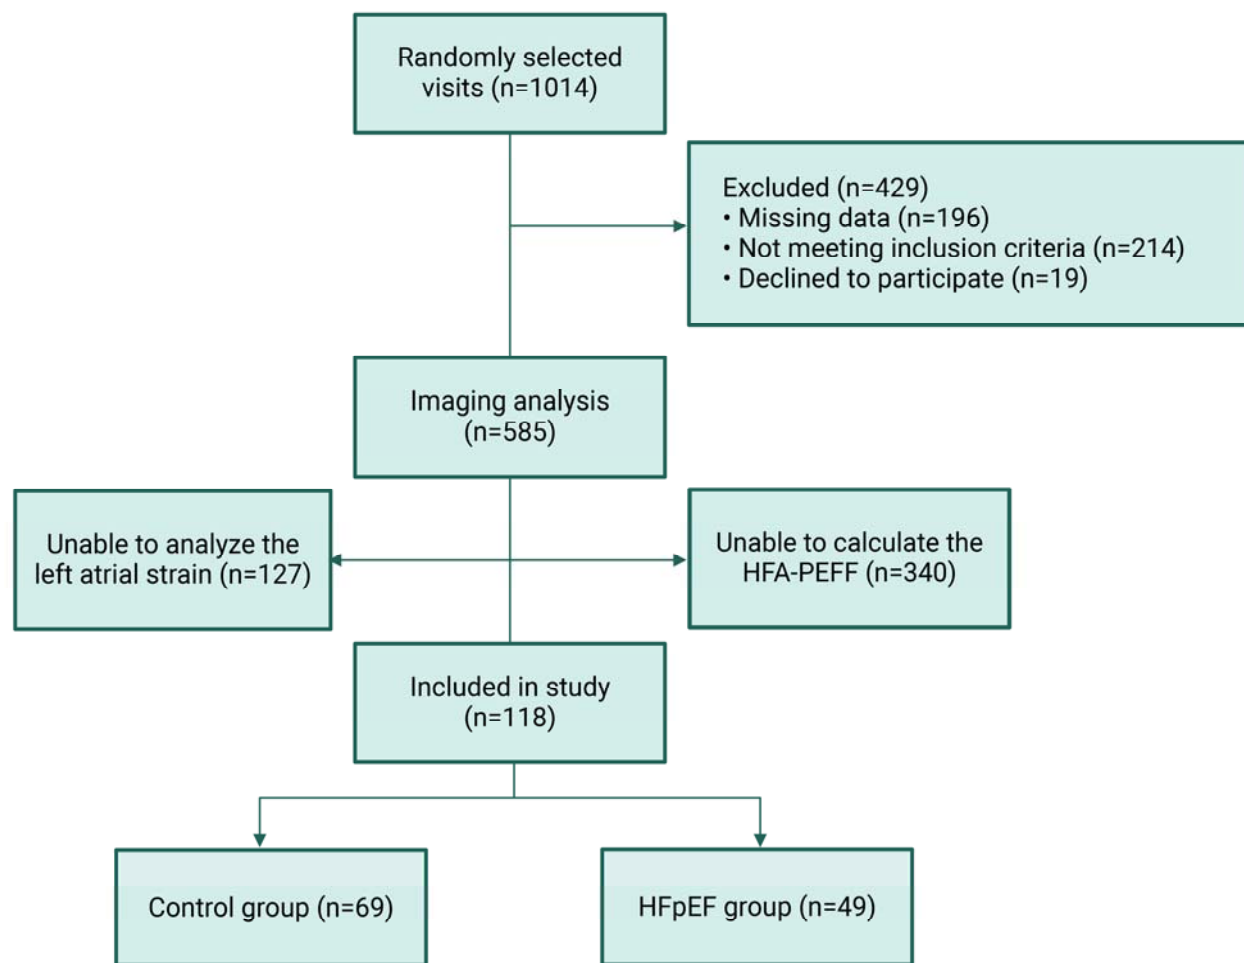 Randomly selected
visits (n=1014)
Excluded (n=429)
• Missing data (n=196)
• Not meeting inclusion criteria (n=214)
• Declined to participate (n=19)
Imaging analysis
(n=585)
Unable to analyze the
left atrial strain (n=127)
Unable to calculate the
HFA-PEFF (n=340)
Included in study
(n=118)
Control group (n=69)
HFpEF group (n=49)